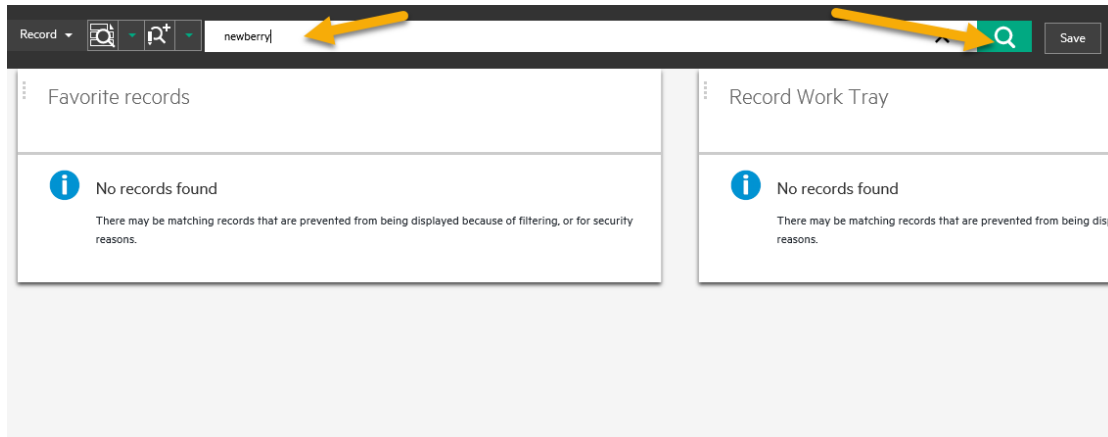 Record
newberry
Save
Favorite records
Record Work Tray
No records found
There may be matching records that are prevented from being displayed because of filtering, or for security
reasons.
No records found
There may be matching records that are prevented from being dis
reasons.